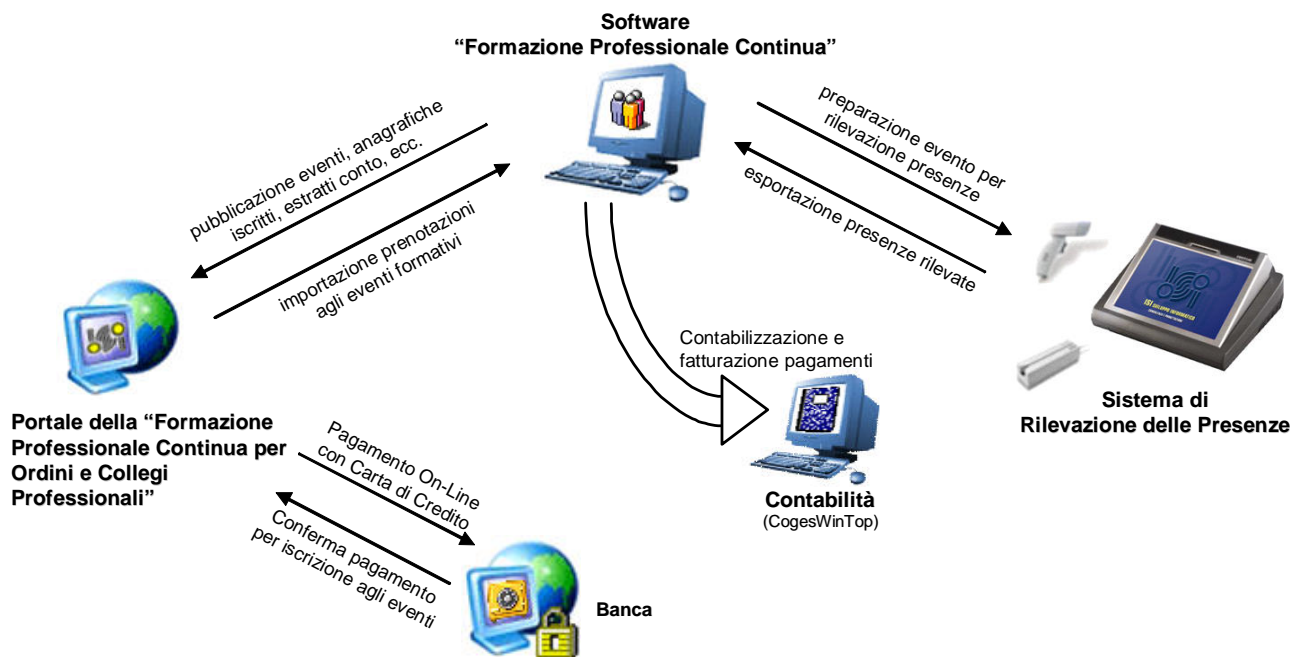 Software
“Formazione Professionale Continua”
pubblicazione eventi, anagrafiche
iscritti, estratti conto, ecc.
importazione prenotazioni
agli eventi formativi
preparazione evento per
rilevazione presenze
esportazione presenze rilevate
ISI SVILUPPO INFORMATICO
Contabilizzazione e
fatturazione pagamenti
Sistema di
Rilevazione delle Presenze
Portale della “Formazione
Professionale Continua per
Ordini e Collegi
Professionali”
Pagamento On-Line
con Carta di Credito
Conferma pagamento
per iscrizione agli eventi
Contabilità
(CogesWinTop)
Banca